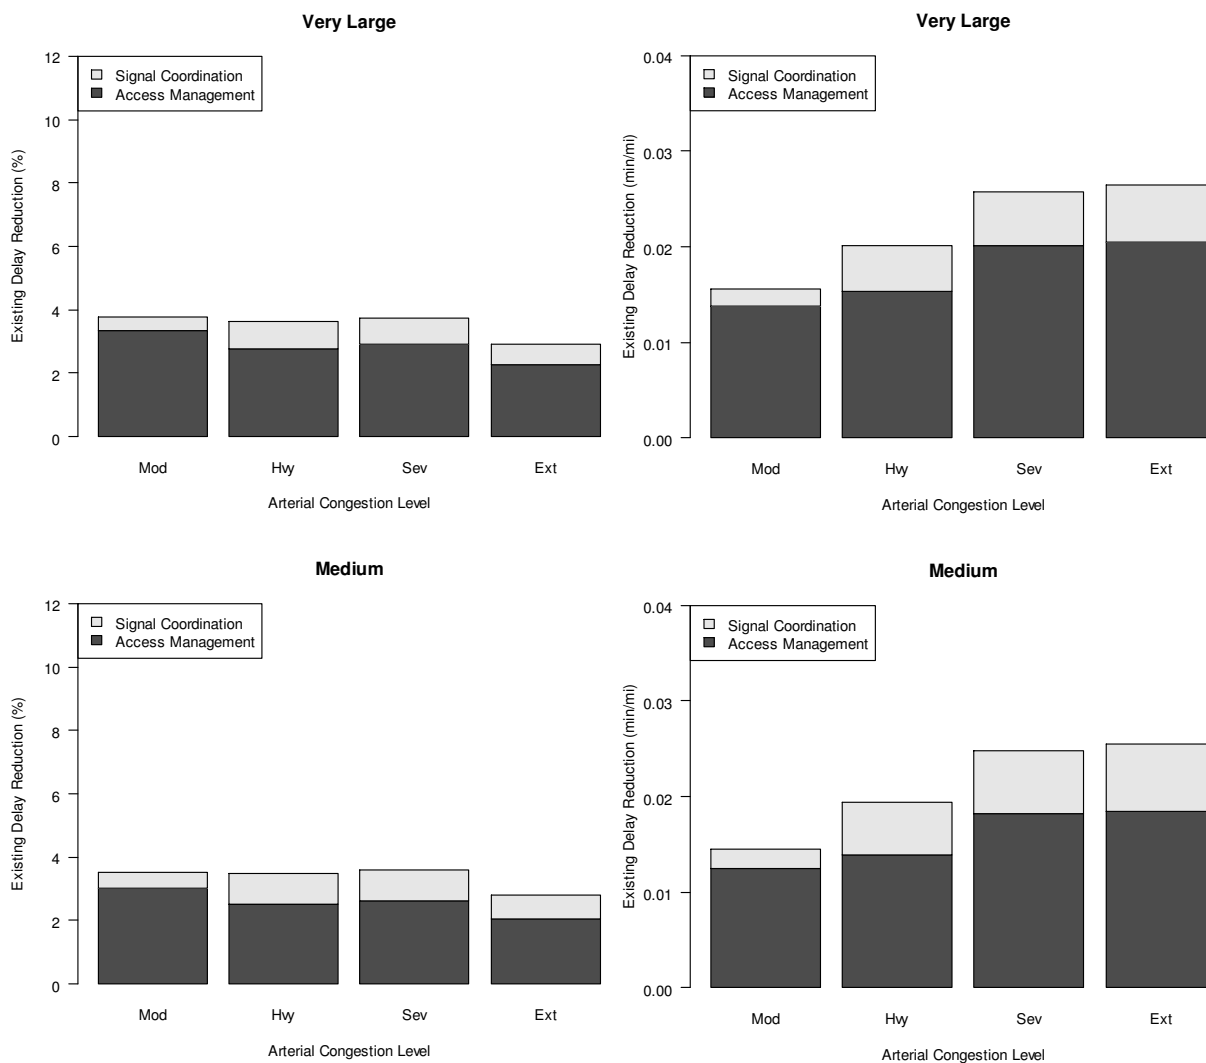 Very Large
12
10
8
6
4
2
0
Existing Delay Reduction (%)
Signal Coordination
Access Management
Mod Hvy Sev Ext
Arterial Congestion Level
Very Large
0.04
0.03
0.02
0.01
0.00
Existing Delay Reduction (min/mi)
Signal Coordination
Access Management
Mod Hvy Sev Ext
Arterial Congestion Level
Medium
12
10
8
6
4
2
0
Existing Delay Reduction (%)
Signal Coordination
Access Management
Mod Hvy Sev Ext
Arterial Congestion Level
Medium
0.04
0.03
0.02
0.01
0.00
Existing Delay Reduction (min/mi)
Signal Coordination
Access Management
Mod Hvy Sev Ext
Arterial Congestion Level